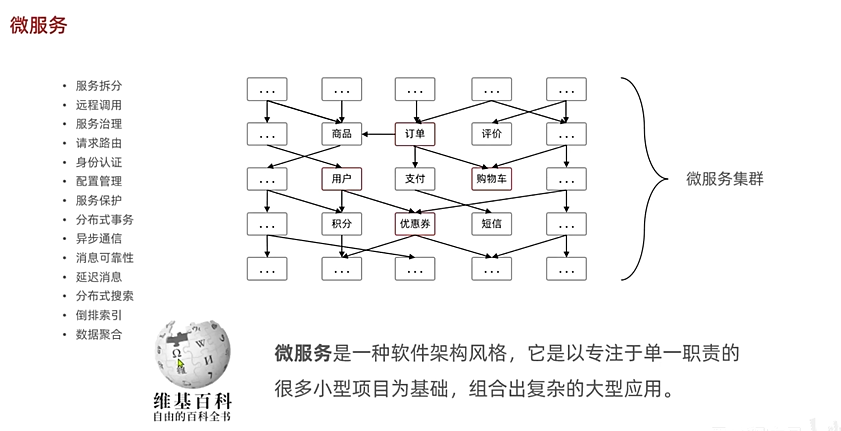 微服务
• 服务拆分
• 远程调用
• 服务治理
• 请求路由
• 身份认证
• 配置管理
• 服务保护
• 分布式事务
• 异步通信
• 消息可靠性
• 延迟消息
• 分布式搜索
• 倒排索引
• 数据聚合
... ... ... ... ...
... 商品 订单 评价 ...
... 用户 支付 购物车 ...
... 积分 优惠券 短信 ...
... ... ... ... ...
微服务集群
Ω W И
维基百科
自由的百科全书
微服务是一种软件架构风格，它是以专注于单一职责的
很多小型项目为基础，组合出复杂的大型应用。